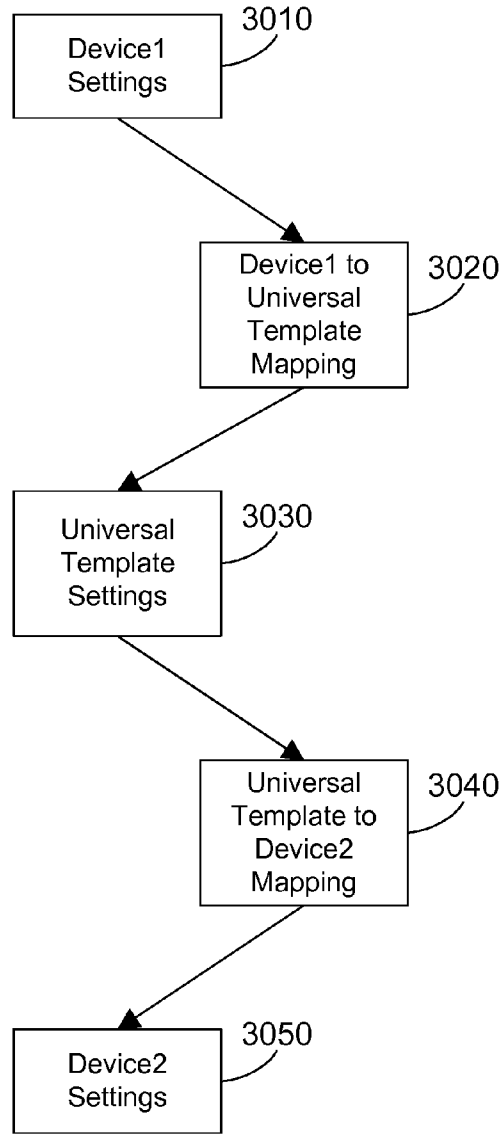 3010
Device1
Settings
3020
Device1 to
Universal
Template
Mapping
3030
Universal
Template
Settings
3040
Universal
Template to
Device2
Mapping
3050
Device2
Settings